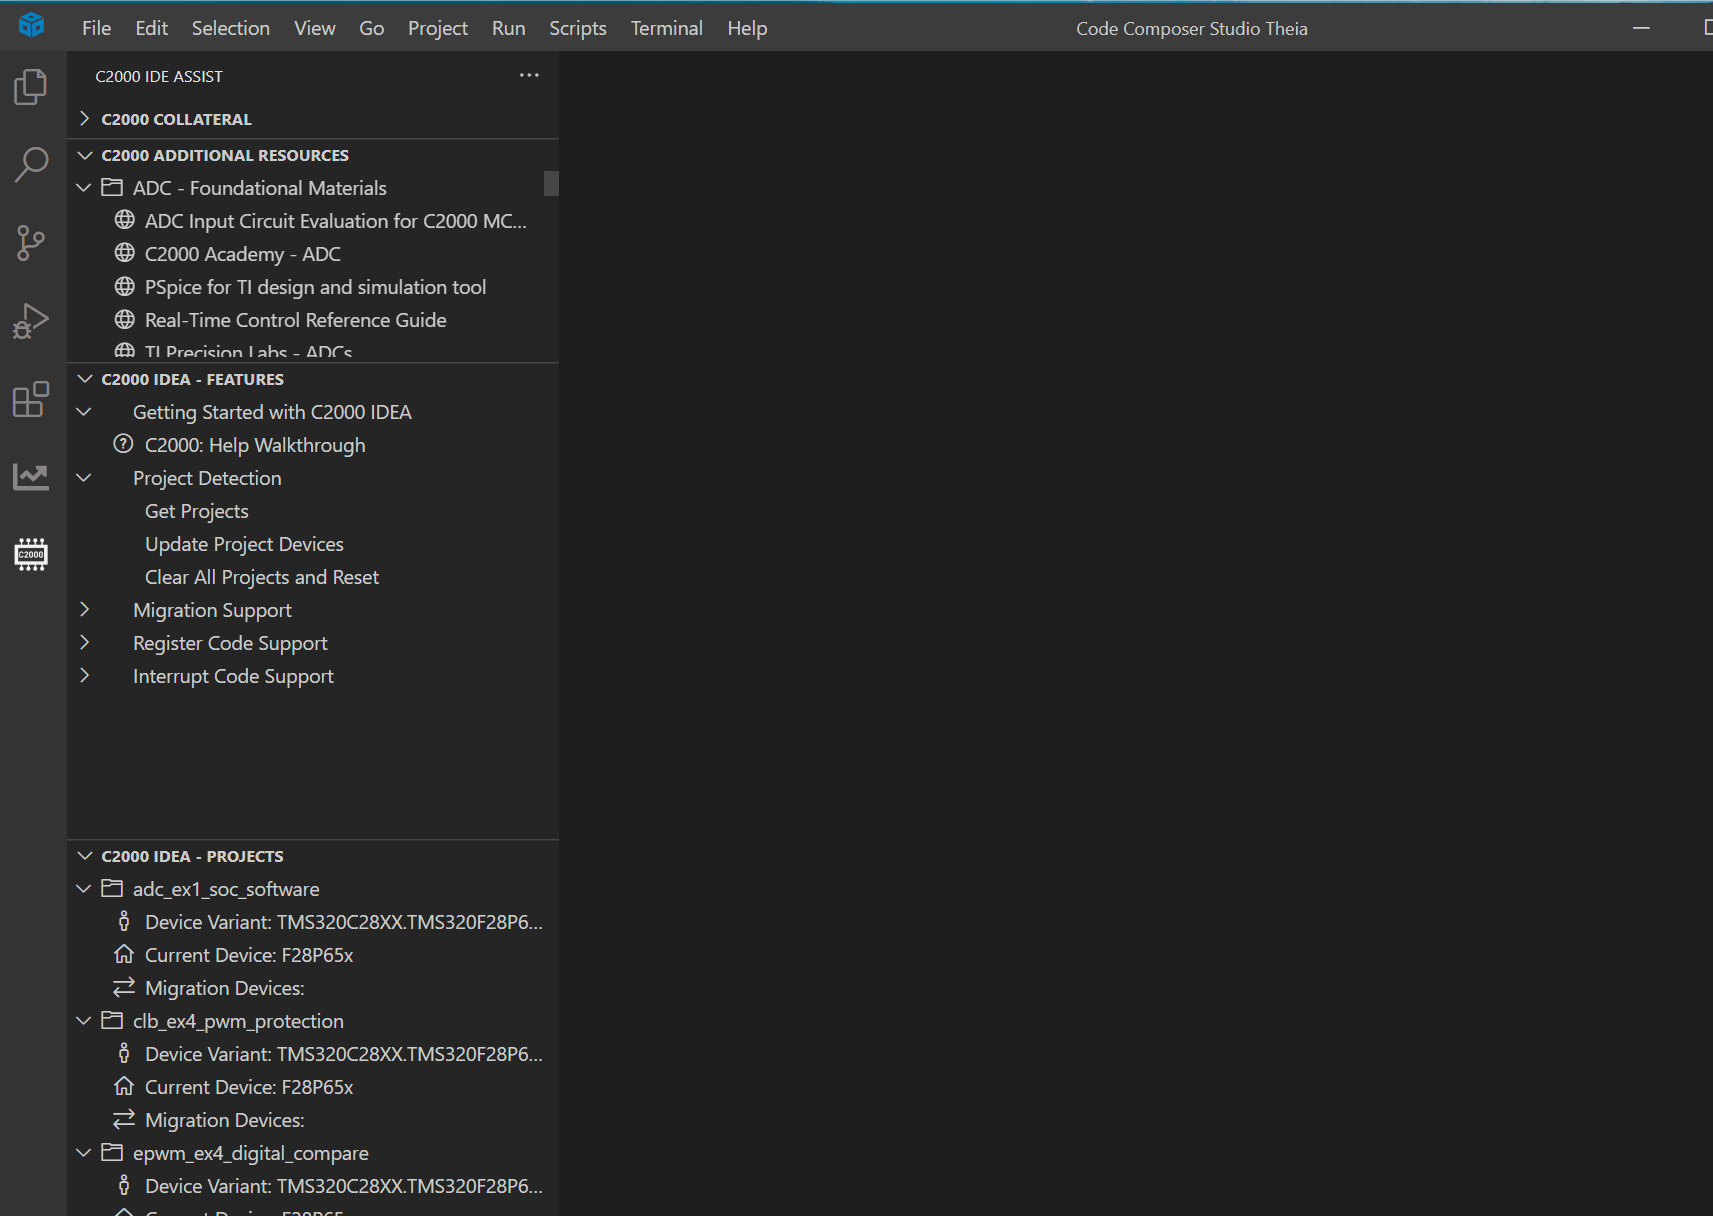 File Edit Selection View Go Project Run Scripts Terminal Help Code Composer Studio Theia
C2000 IDE ASSIST
C2000 COLLATERAL
C2000 ADDITIONAL RESOURCES
ADC - Foundational Materials
ADC Input Circuit Evaluation for C2000 MC...
C2000 Academy - ADC
PSpice for TI design and simulation tool
Real-Time Control Reference Guide
TI Precision Labs - ADCs
C2000 IDEA - FEATURES
Getting Started with C2000 IDEA
C2000: Help Walkthrough
Project Detection
Get Projects
Update Project Devices
Clear All Projects and Reset
C2000
Migration Support
Register Code Support
Interrupt Code Support
C2000 IDEA - PROJECTS
adc_ex1_soc_software
Device Variant: TMS320C28XX.TMS320F28P6...
Current Device: F28P65x
Migration Devices:
clb_ex4_pwm_protection
Device Variant: TMS320C28XX.TMS320F28P6...
Current Device: F28P65x
Migration Devices:
epwm_ex4_digital_compare
Device Variant: TMS320C28XX.TMS320F28P6...